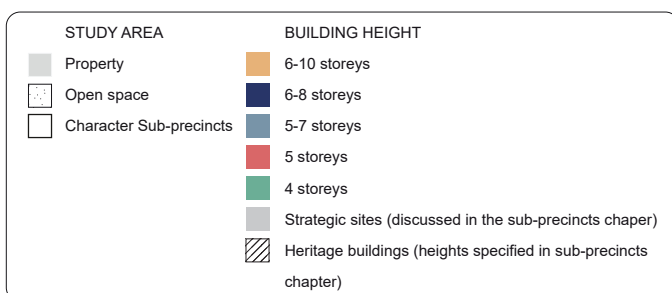 STUDY AREA
Property
Open space
Character Sub-precincts
BUILDING HEIGHT
6-10 storeys
6-8 storeys
5-7 storeys
5 storeys
4 storeys
Strategic sites (discussed in the sub-precincts chaper)
Heritage buildings (heights specified in sub-precincts
chapter)